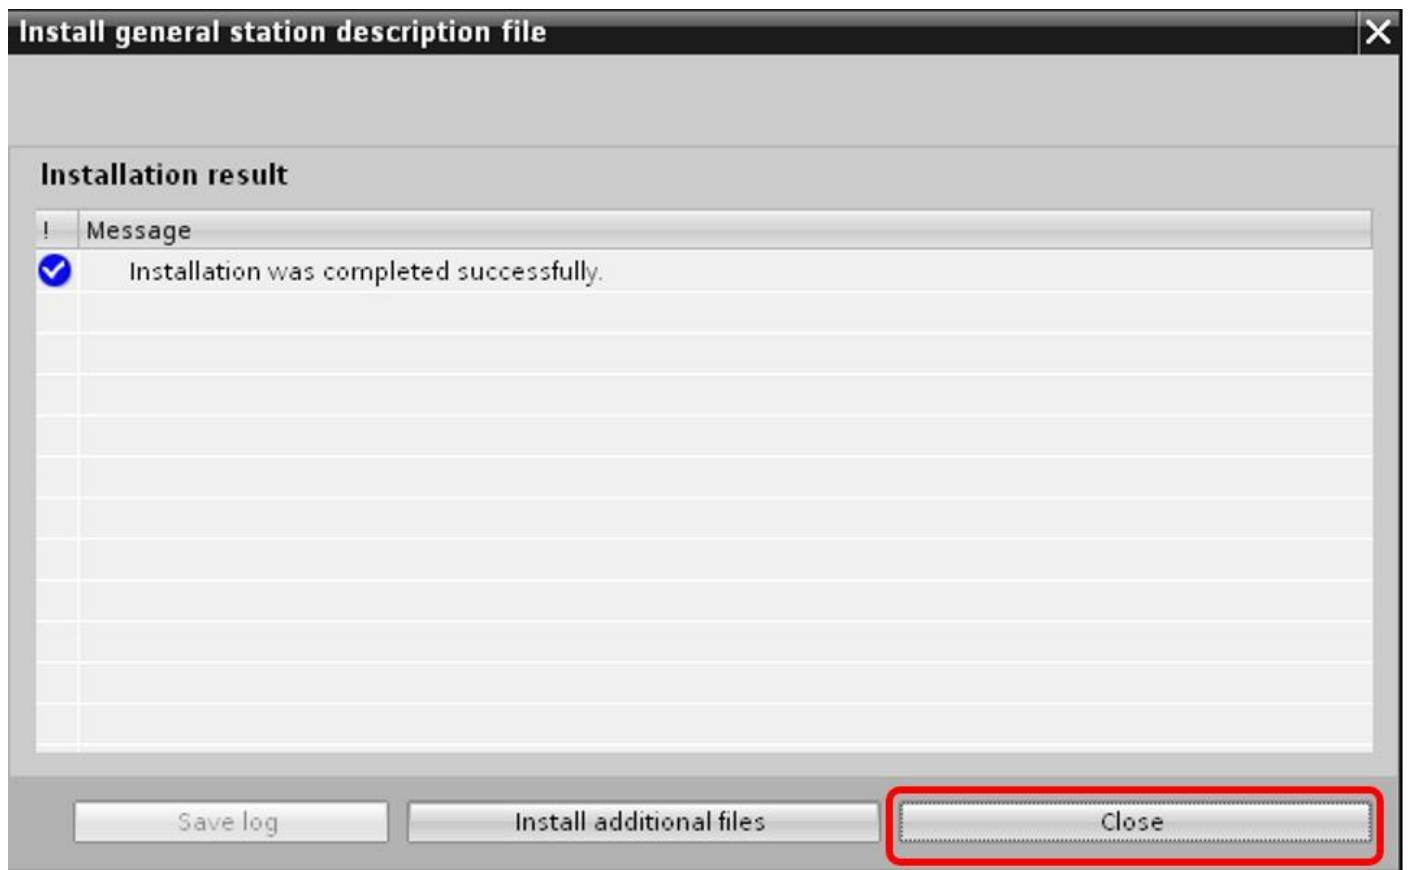 Install general station description file
Installation result
! Message
Installation was completed successfully.
Save log Install additional files Close